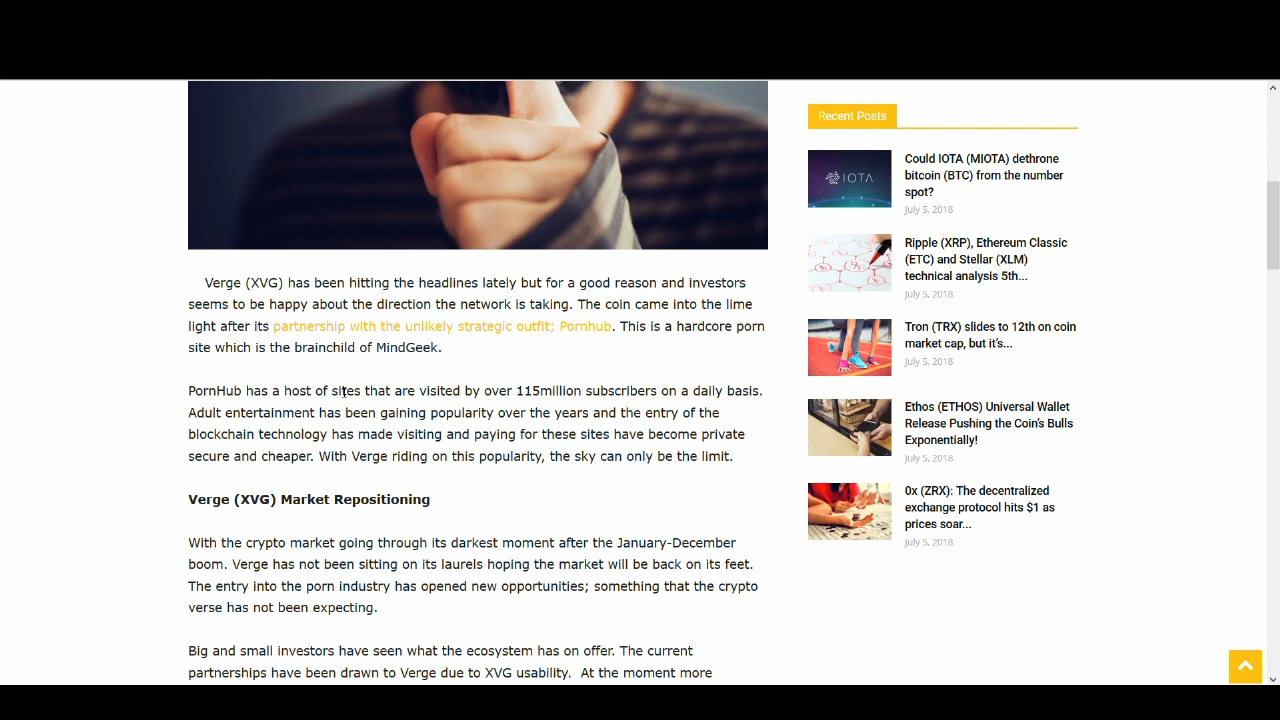 Verge (XVG) has been hitting the headlines lately but for a good reason and investors
seems to be happy about the direction the network is taking. The coin came into the lime
light after its partnership with the unlikely strategic outfit; Pornhub. This is a hardcore porn
site which is the brainchild of MindGeek.
PornHub has a host of sites that are visited by over 115million subscribers on a daily basis.
Adult entertainment has been gaining popularity over the years and the entry of the
blockchain technology has made visiting and paying for these sites have become private
secure and cheaper. With Verge riding on this popularity, the sky can only be the limit.
Verge (XVG) Market Repositioning
With the crypto market going through its darkest moment after the January-December
boom. Verge has not been sitting on its laurels hoping the market will be back on its feet.
The entry into the porn industry has opened new opportunities; something that the crypto
verse has not been expecting.
Big and small investors have seen what the ecosystem has on offer. The current
partnerships have been drawn to Verge due to XVG usability.  At the moment more
Recent Posts
IOTA
Could IOTA (MIOTA) dethrone
bitcoin (BTC) from the number
spot?
July 5, 2018
Ripple (XRP), Ethereum Classic
(ETC) and Stellar (XLM)
technical analysis 5th...
July 5, 2018
Tron (TRX) slides to 12th on coin
market cap, but it's...
July 5, 2018
Ethos (ETHOS) Universal Wallet
Release Pushing the Coin's Bulls
Exponentially!
July 5, 2018
0x (ZRX): The decentralized
exchange protocol hits $1 as
prices soar...
July 5, 2018